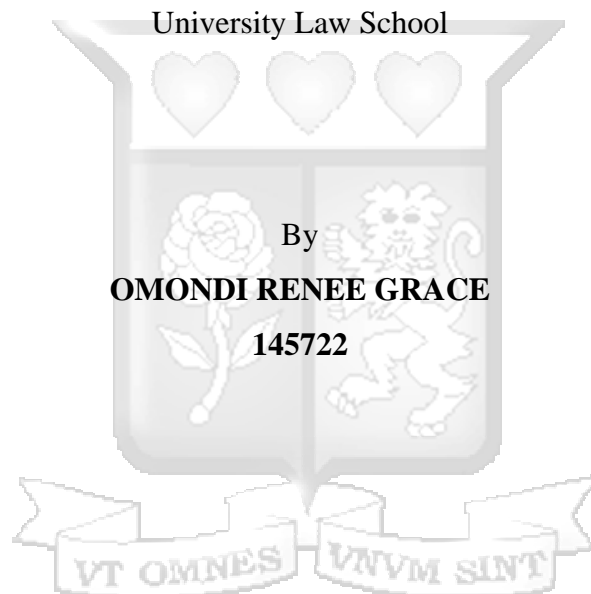 University Law School
By
OMONDI RENEE GRACE
145722
VT OMNES VNVM SINT